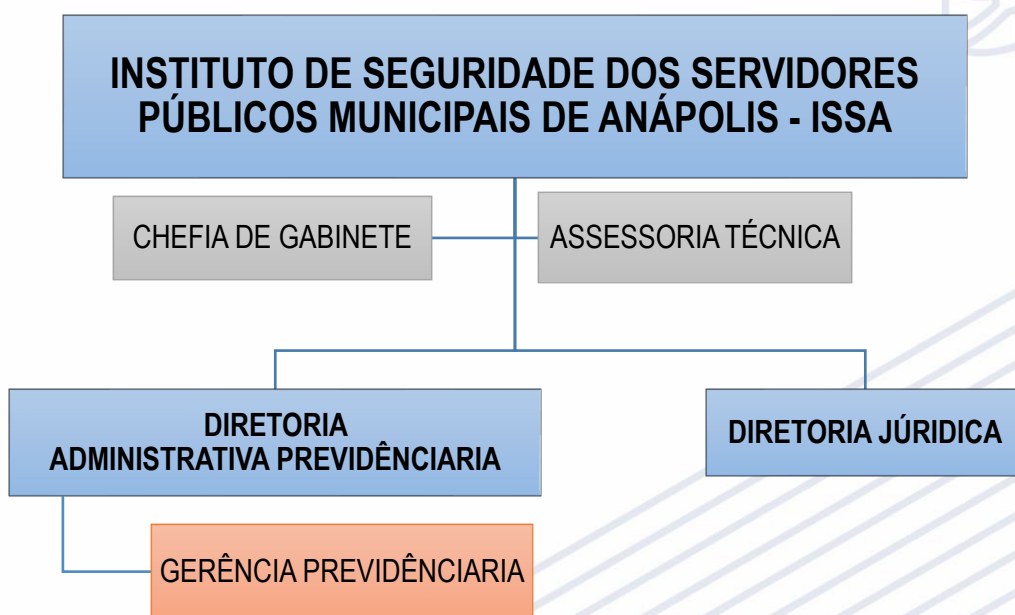 INSTITUTO DE SEGURIDADE DOS SERVIDORES
PÚBLICOS MUNICIPAIS DE ANÁPOLIS - ISSA
CHEFIA DE GABINETE
ASSESSORIA TÉCNICA
DIRETORIA
ADMINISTRATIVA PREVIDÊNCIARIA
DIRETORIA JÚRIDICA
GERÊNCIA PREVIDÊNCIARIA